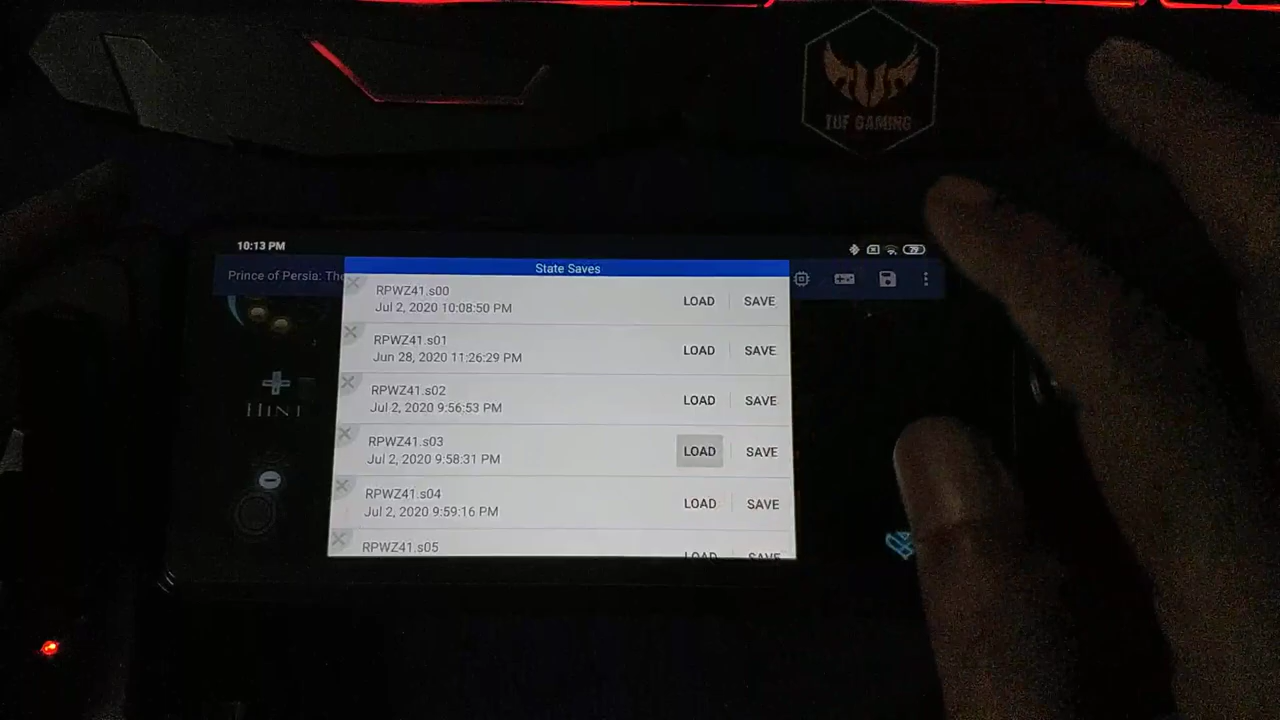 TUF GAMING
10:13 PM
79
Prince of Persia: The
State Saves
RPWZ41.s00
Jul 2, 2020 10:08:50 PM
LOAD
SAVE
RPWZ41.s01
Jun 28, 2020 11:26:29 PM
LOAD
SAVE
RPWZ41.s02
Jul 2, 2020 9:56:53 PM
LOAD
SAVE
RPWZ41.s03
Jul 2, 2020 9:58:31 PM
LOAD
SAVE
RPWZ41.s04
Jul 2, 2020 9:59:16 PM
LOAD
SAVE
RPWZ41.s05
LOAD
SAVE
HINT